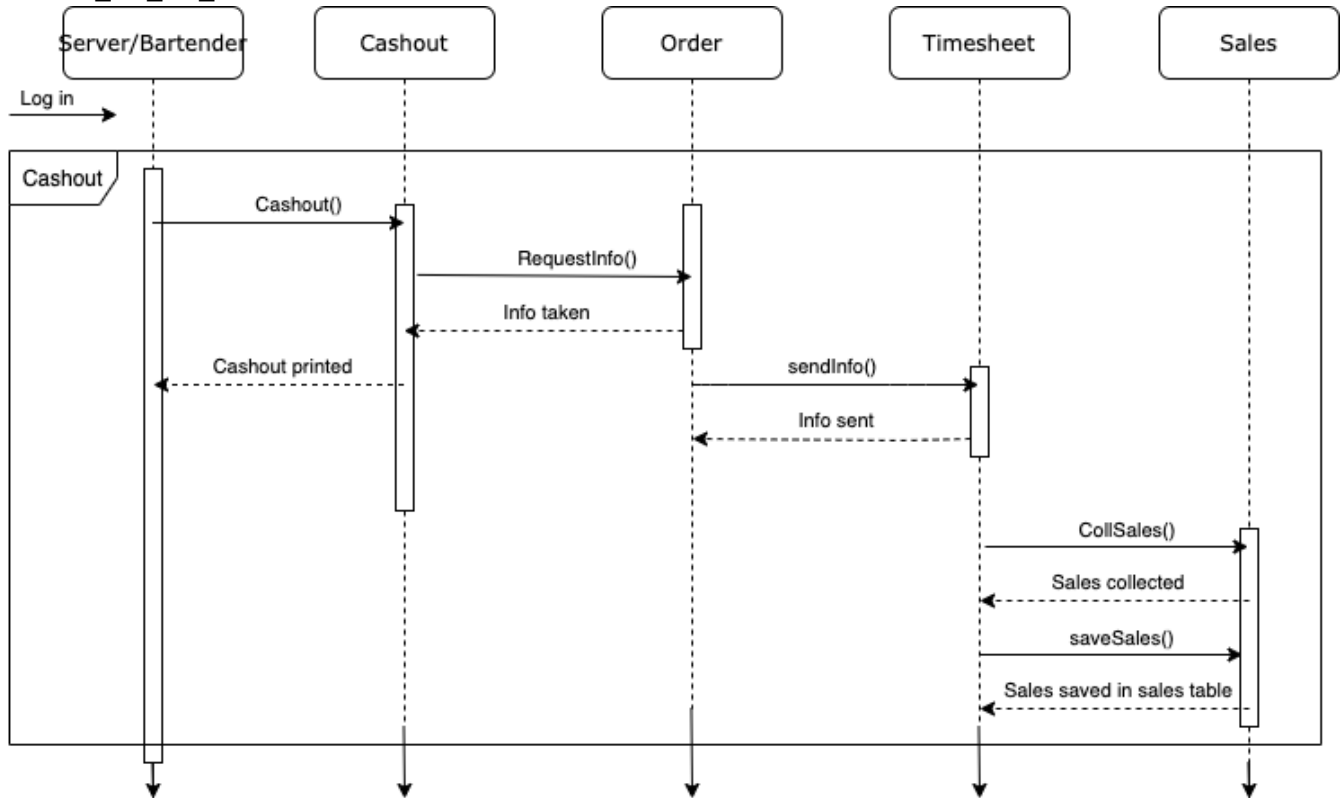 Server/Bartender
Cashout
Order
Timesheet
Sales
Log in
Cashout
Cashout()
RequestInfo()
Info taken
Cashout printed
sendInfo()
Info sent
CollSales()
Sales collected
saveSales()
Sales saved in sales table